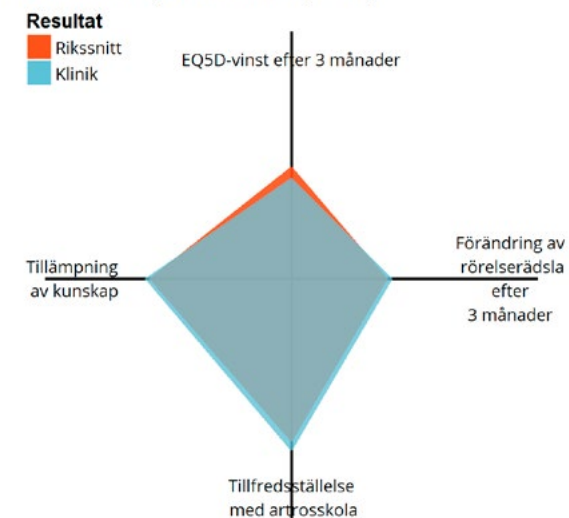 Resultat
Rikssnitt
Klinik
EQ5D-vinst efter 3 månader
Förändring av
rörelserädsla
efter
3 månader
Tillämpning
av kunskap
Tillfredsställelse
med artrosskola